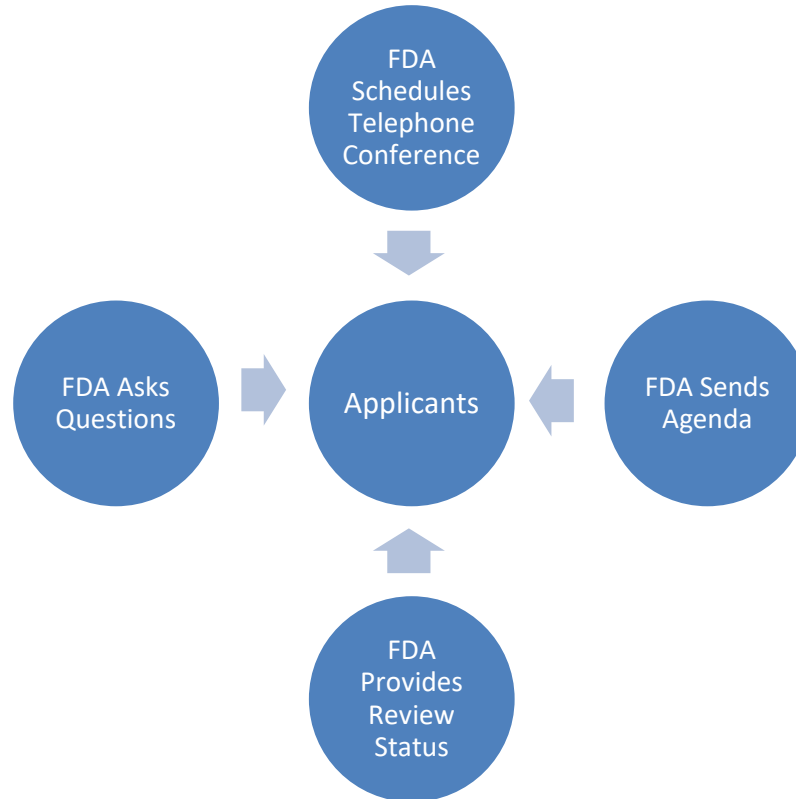 FDA
Schedules
Telephone
Conference
FDA Asks
Questions
Applicants
FDA Sends
Agenda
FDA
Provides
Review
Status